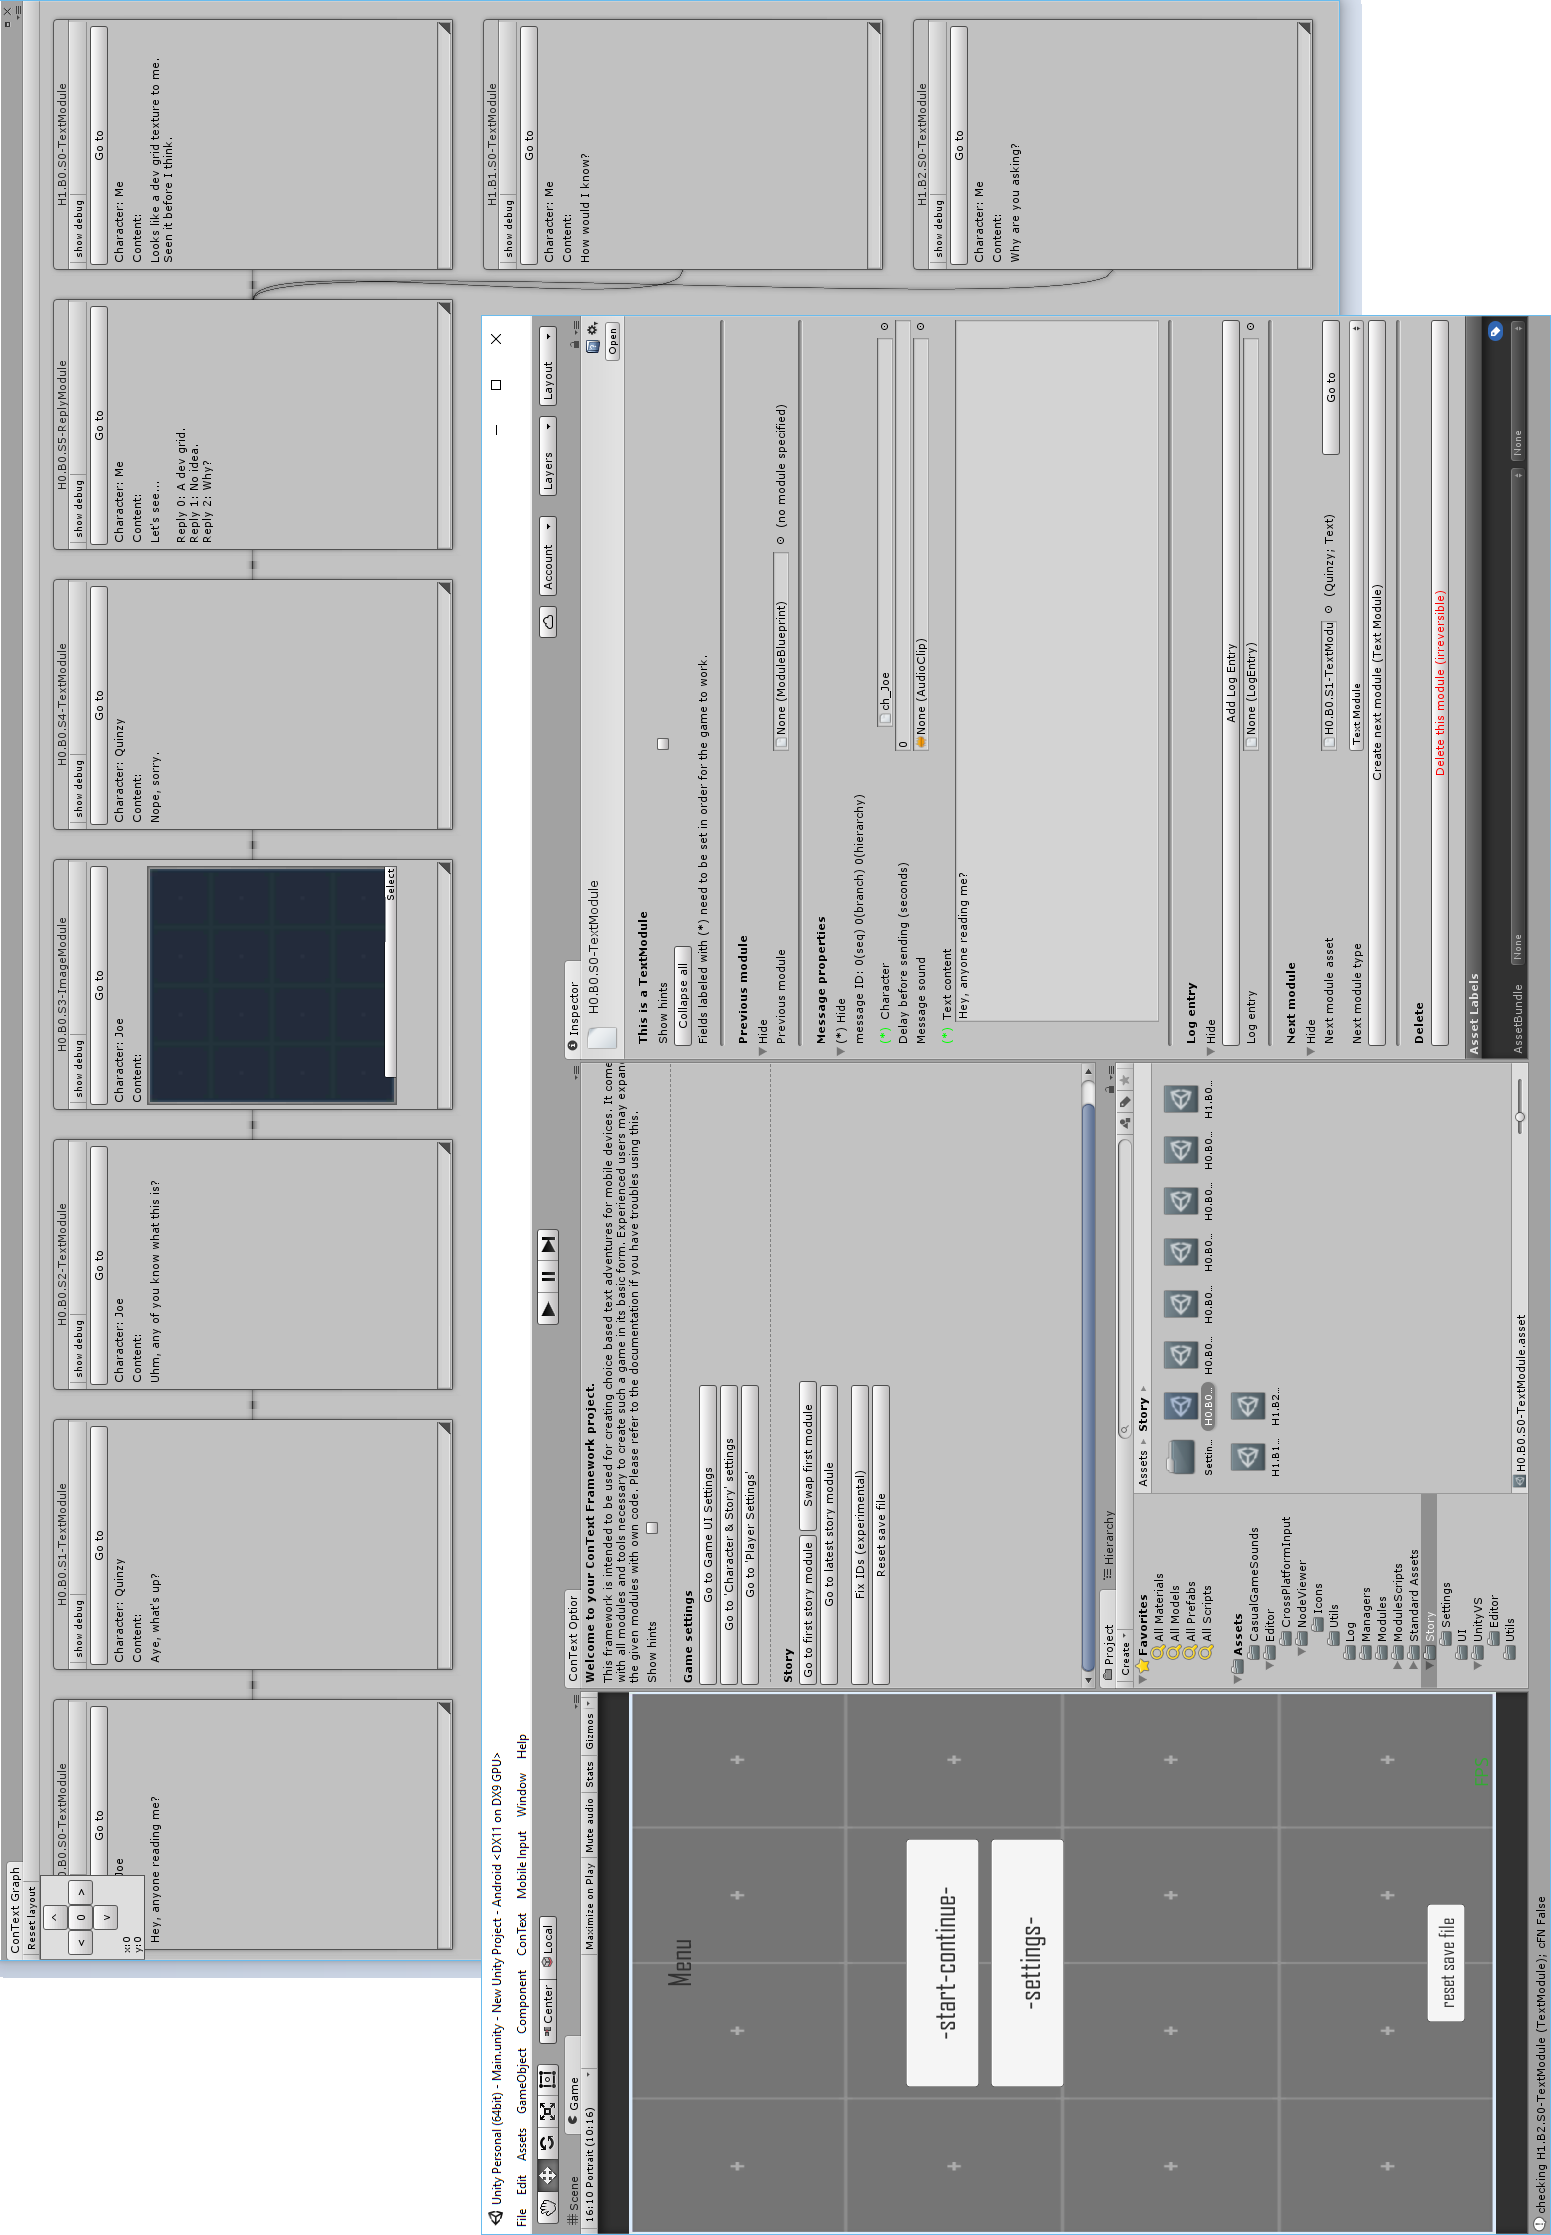 ConText Graph
Reset layout
<
^
0
v
>
x:0
y:0
0.B0.S0-TextModule
Go to
Joe
Hey, anyone reading me?
H0.B0.S1-TextModule
show debug
Go to
Character: Quinzy
Content:
Aye, what's up?
H0.B0.S2-TextModule
show debug
Go to
Character: Joe
Content:
Uhm, any of you know what this is?
H0.B0.S3-ImageModule
show debug
Go to
Character: Joe
Content:
Select
H0.B0.S4-TextModule
show debug
Go to
Character: Quinzy
Content:
Nope, sorry.
H0.B0.S5-ReplyModule
show debug
Go to
Character: Me
Content:
Let's see...
Reply 0: A dev grid.
Reply 1: No idea.
Reply 2: Why?
H1.B0.S0-TextModule
show debug
Go to
Character: Me
Content:
Looks like a dev grid texture to me.
Seen it before I think.
H1.B1.S0-TextModule
show debug
Go to
Character: Me
Content:
How would I know?
H1.B2.S0-TextModule
show debug
Go to
Character: Me
Content:
Why are you asking?
Unity Personal (64bit) - Main.unity - New Unity Project - Android <DX11 on DX9 GPU>
File Edit Assets GameObject Component ConText Mobile Input Window Help
Center Local
Account Layers Layout
Scene Game
16:10 Portrait (10:16) Maximize on Play Mute audio Stats Gizmos
Menu
-start-continue-
-settings-
reset save file
ConText Option
Welcome to your ConText Framework project.
This framework is intended to be used for creating choice based text adventures for mobile devices. It come
with all modules and tools necessary to create such a game in its basic form. Experienced users may expan
the given modules with own code. Please refer to the documentation if you have troubles using this.
Show hints
Game settings
Go to Game UI Settings
Go to 'Character & Story' settings
Go to 'Player Settings'
Story
Go to first story module Swap first module
Go to latest story module
Fix IDs (experimental)
Reset save file
Project Hierarchy
Create
Favorites
All Materials
All Models
All Prefabs
All Scripts
Assets
CasualGameSounds
Editor
CrossPlatformInput
NodeViewer
Icons
Utils
Log
Managers
Modules
ModuleScripts
Standard Assets
Story
Settings
UI
UnityVS
Editor
Utils
Assets Story
Settin... H0.B0... H0.B0... H0.B0... H0.B0... H0.B0... H0.B0... H1.B0...
H1.B1... H1.B2...
H0.B0.S0-TextModule.asset
Inspector
H0.B0.S0-TextModule
Open
This is a TextModule
Show hints
Collapse all
Fields labeled with (*) need to be set in order for the game to work.
Previous module
Hide
Previous module None (ModuleBlueprint) (no module specified)
Message properties
(*) Hide
message ID: 0(seq) 0(branch) 0(hierarchy)
(*) Character ch_Joe
Delay before sending (seconds) 0
Message sound None (AudioClip)
(*) Text content
Hey, anyone reading me?
Log entry
Hide
Add Log Entry
Log entry None (LogEntry)
Next module
Hide
Next module asset H0.B0.S1-TextModu (Quinzy; Text) Go to
Next module type Text Module
Create next module (Text Module)
Delete
Delete this module (irreversible)
Asset Labels
AssetBundle None None
checking H1.B2.S0-TextModule (TextModule); cFN False